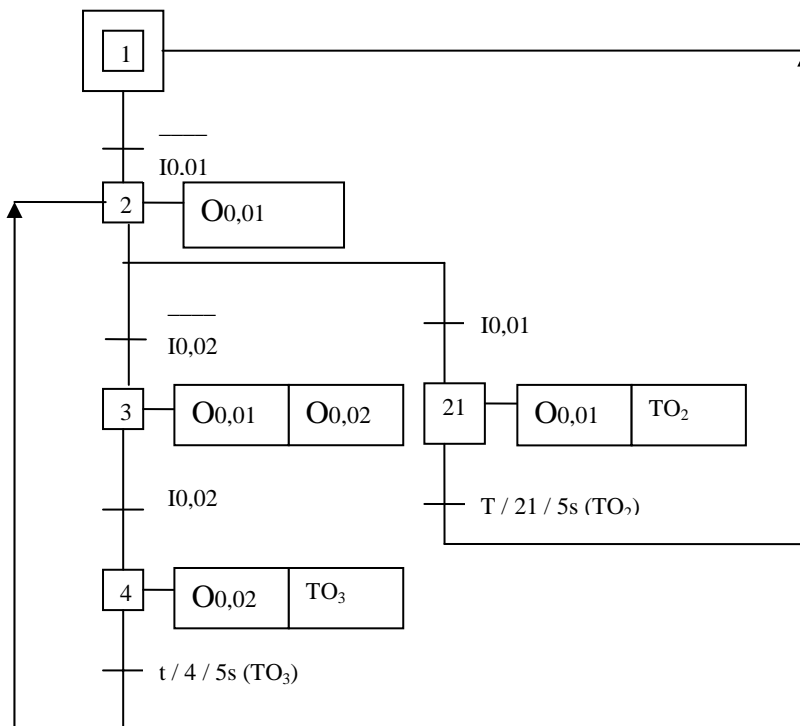 1
I0,01
2 O0,01
I0,02
I0,01
3 O0,01 O0,02
21 O0,01 TO₂
I0,02
T / 21 / 5s (TO₂)
4 O0,02 TO₃
t / 4 / 5s (TO₃)